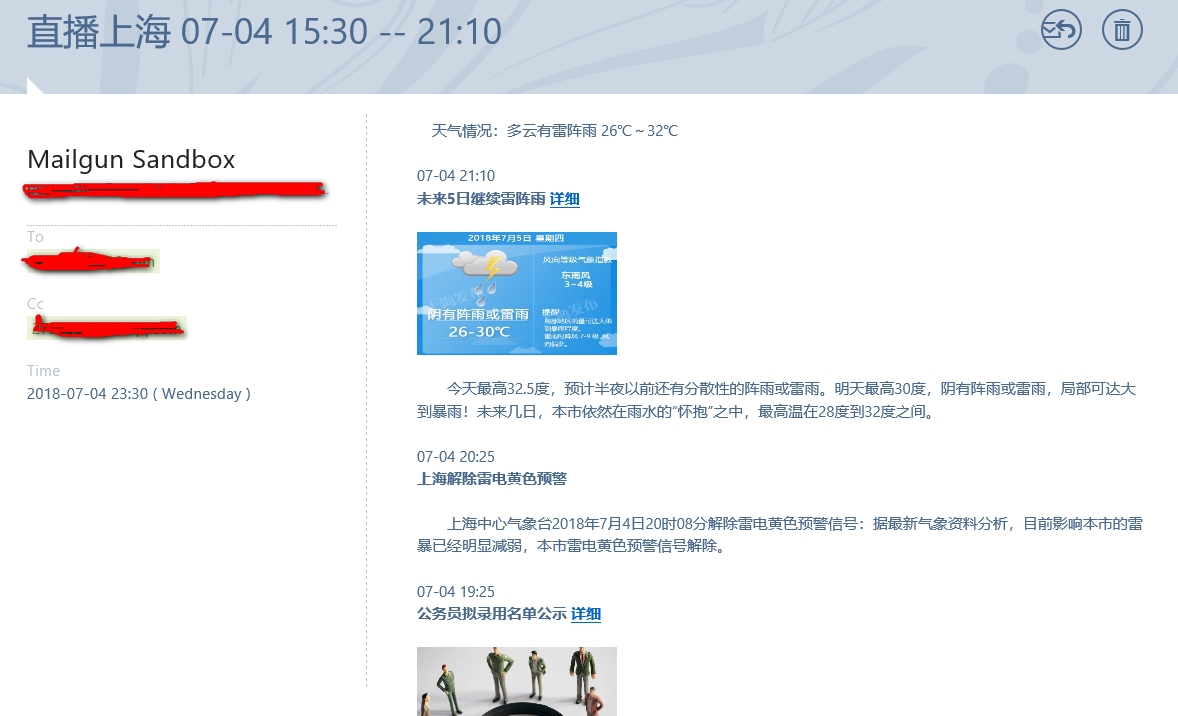 直播上海 07-04 15:30 -- 21:10
Mailgun Sandbox
To
Cc
Time
2018-07-04 23:30 ( Wednesday )
天气情况：多云有雷阵雨 26℃～32℃
07-04 21:10
未来5日继续雷阵雨 详细
2018年7月5日 星期四
风向等级气象指数
东南风
3-4级
阴有阵雨或雷雨
26-30℃
提醒
今天最高32.5度，预计半夜以前还有分散性的阵雨或雷雨。明天最高30度，阴有阵雨或雷雨，局部可达大
到暴雨！未来几日，本市依然在雨水的“怀抱”之中，最高温在28度到32度之间。
07-04 20:25
上海解除雷电黄色预警
上海中心气象台2018年7月4日20时08分解除雷电黄色预警信号：据最新气象资料分析，目前影响本市的雷
暴已经明显减弱，本市雷电黄色预警信号解除。
07-04 19:25
公务员拟录用名单公示 详细